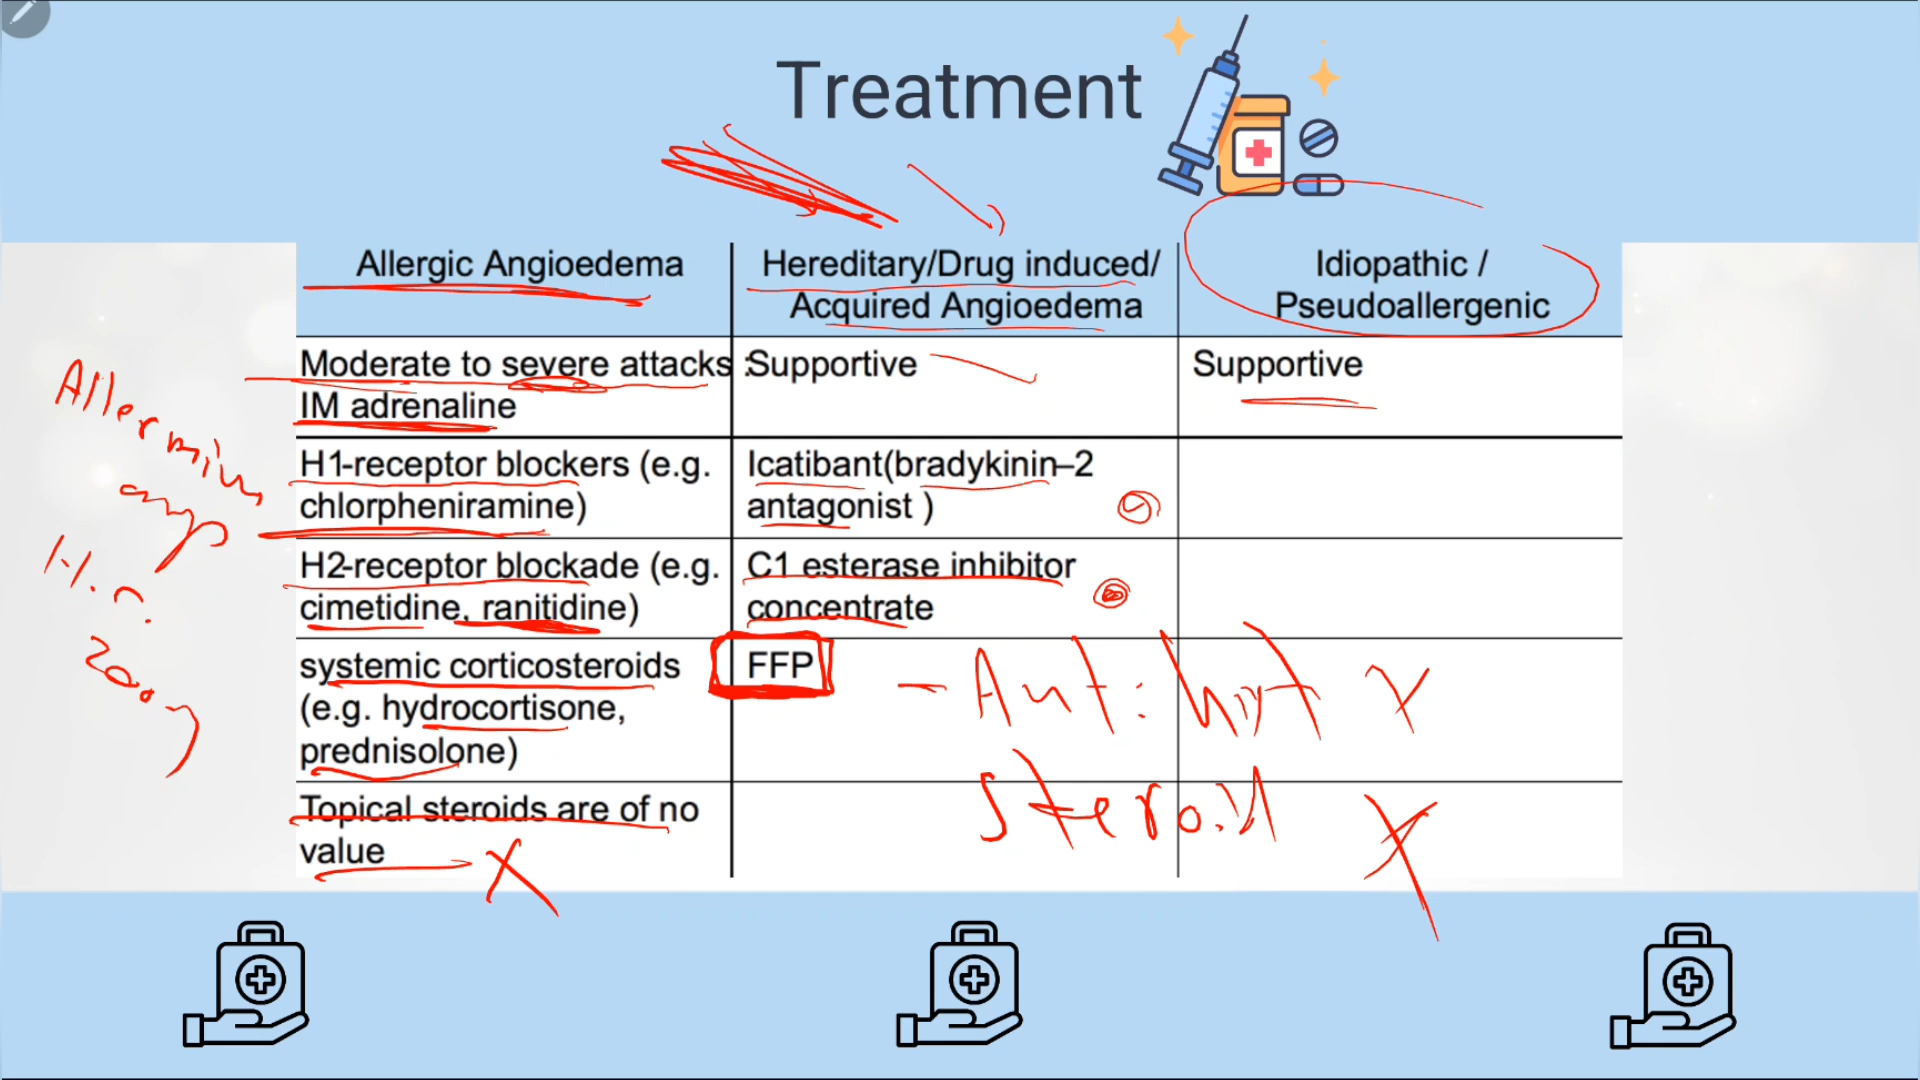 Treatment
Allergic Angioedema
Hereditary/Drug induced/
Acquired Angioedema
Idiopathic /
Pseudoallergenic
Moderate to severe attacks :
IM adrenaline
Supportive
Supportive
H1-receptor blockers (e.g.
chlorpheniramine)
Icatibant(bradykinin–2
antagonist )
H2-receptor blockade (e.g.
cimetidine, ranitidine)
C1 esterase inhibitor
concentrate
systemic corticosteroids
(e.g. hydrocortisone,
prednisolone)
FFP
Topical steroids are of no
value
Allermine
amp
H.C.
200
- Antihist x
Steroid X
X